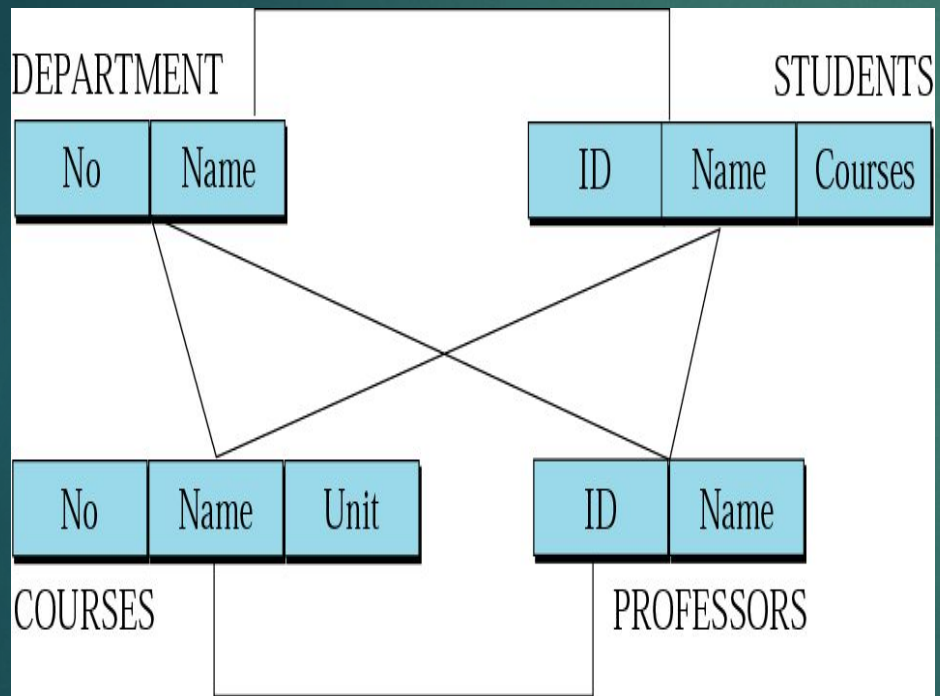 DEPARTMENT
STUDENTS
No Name
ID Name Courses
No Name Unit
ID Name
COURSES
PROFESSORS